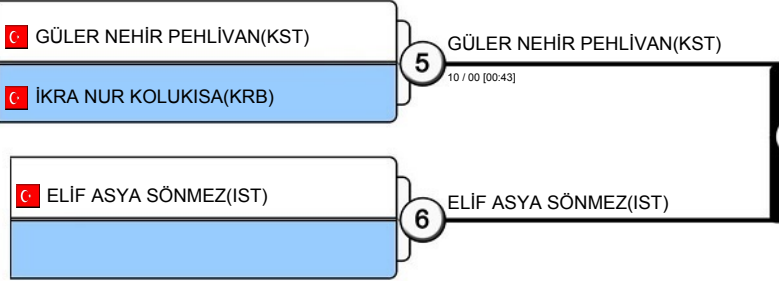 GÜLER NEHİR PEHLİVAN(KST)
5
GÜLER NEHİR PEHLİVAN(KST)
10 / 00 [00:43]
İKRA NUR KOLUKISA(KRB)
ELİF ASYA SÖNMEZ(IST)
6
ELİF ASYA SÖNMEZ(IST)